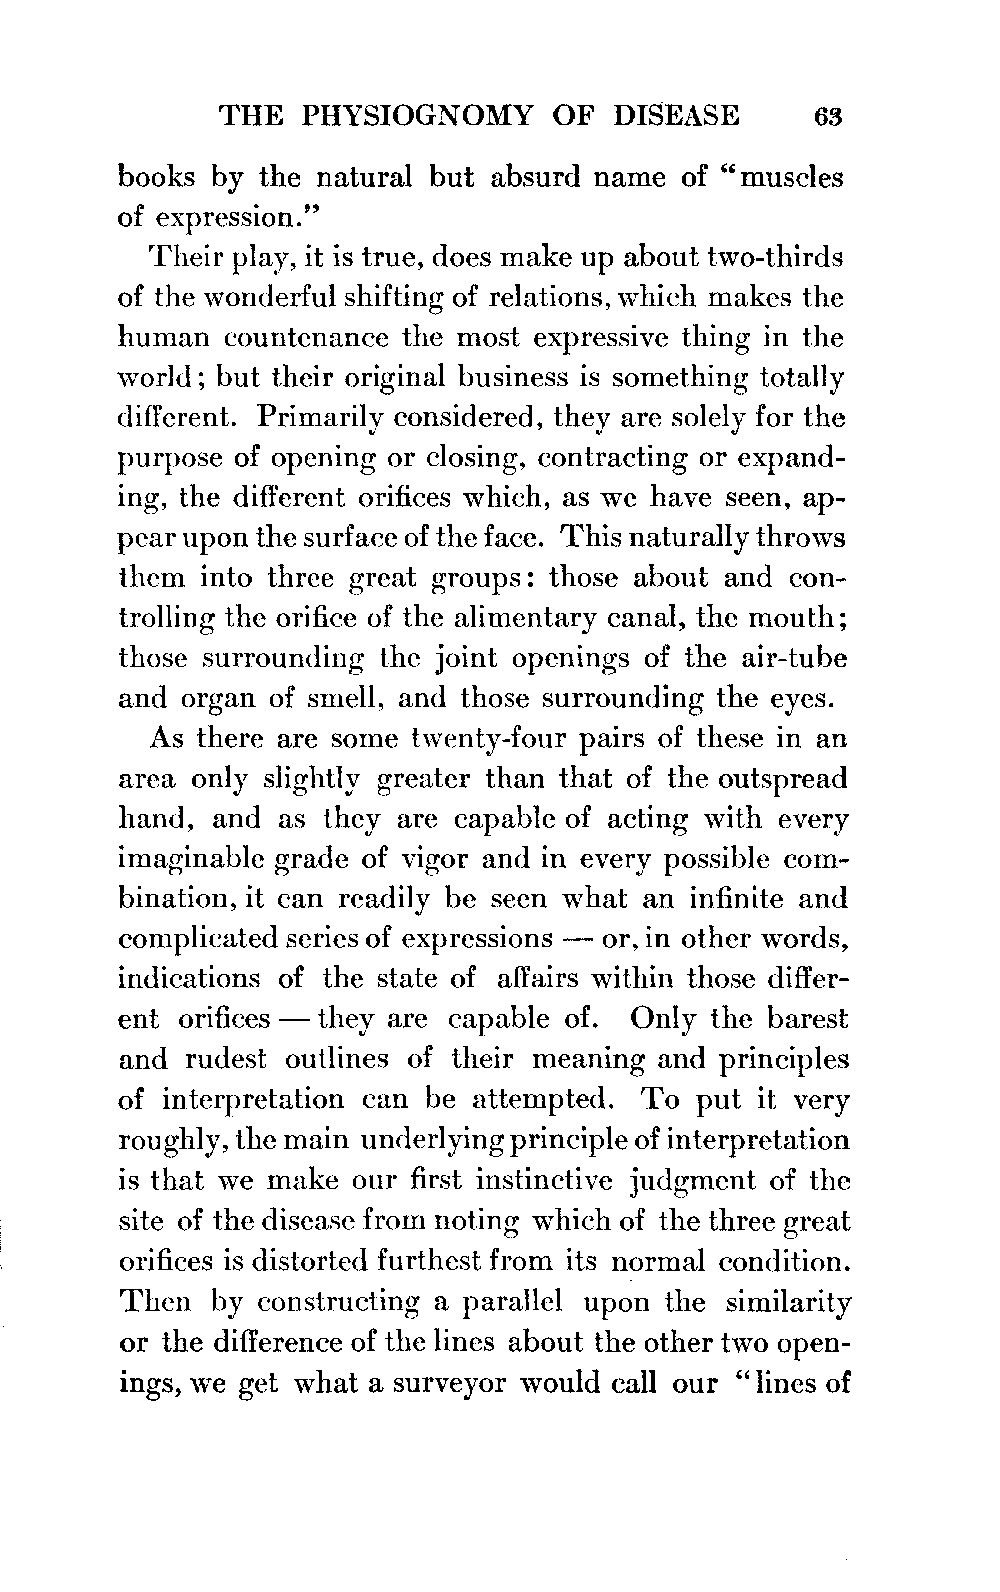 THE PHYSIOGNOMY OF DISEASE 63
books by the natural but absurd name of "muscles
of expression."
Their play, it is true, does make up about two-thirds
of the wonderful shifting of relations, which makes the
human countenance the most expressive thing in the
world; but their original business is something totally
different. Primarily considered, they are solely for the
purpose of opening or closing, contracting or expand-
ing, the different orifices which, as we have seen, ap-
pear upon the surface of the face. This naturally throws
them into three great groups: those about and con-
trolling the orifice of the alimentary canal, the mouth;
those surrounding the joint openings of the air-tube
and organ of smell, and those surrounding the eyes.
As there are some twenty-four pairs of these in an
area only slightly greater than that of the outspread
hand, and as they are capable of acting with every
imaginable grade of vigor and in every possible com-
bination, it can readily be seen what an infinite and
complicated series of expressions — or, in other words,
indications of the state of affairs within those differ-
ent orifices — they are capable of. Only the barest
and rudest outlines of their meaning and principles
of interpretation can be attempted. To put it very
roughly, the main underlying principle of interpretation
is that we make our first instinctive judgment of the
site of the disease from noting which of the three great
orifices is distorted furthest from its normal condition.
Then by constructing a parallel upon the similarity
or the difference of the lines about the other two open-
ings, we get what a surveyor would call our "lines of